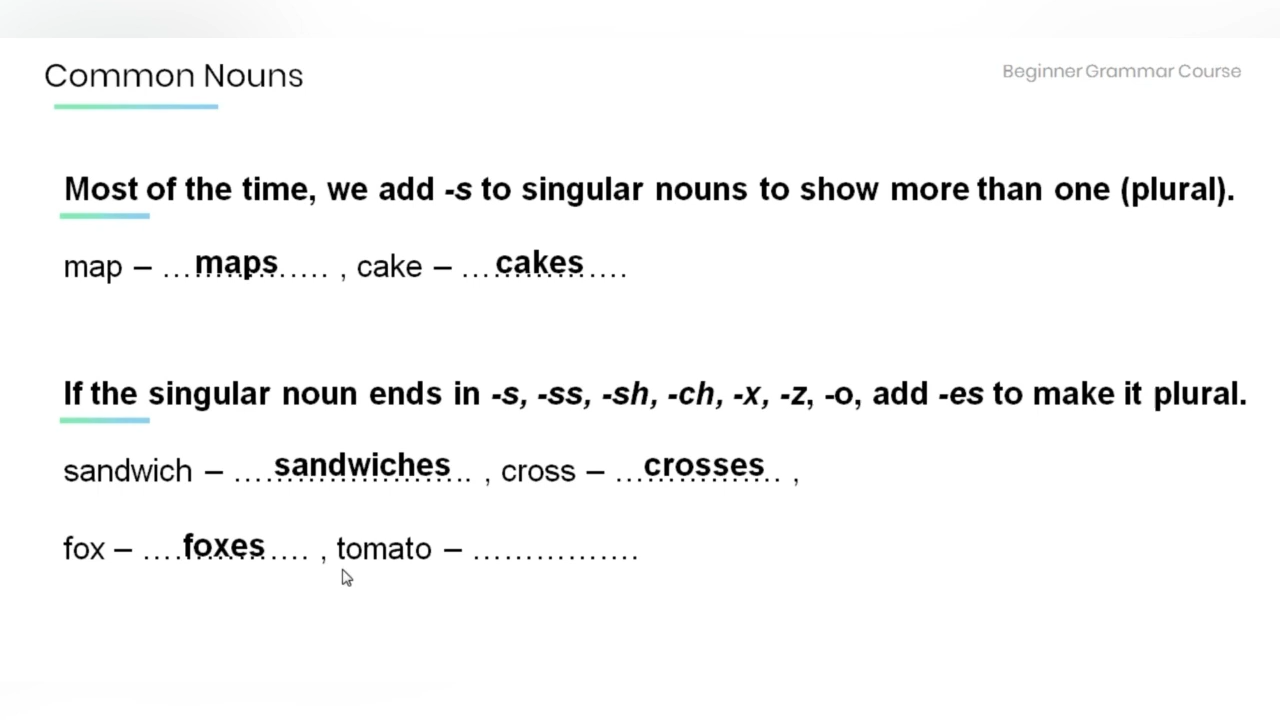 Common Nouns
Beginner Grammar Course
Most of the time, we add -s to singular nouns to show more than one (plural).
map – …maps….. , cake – …cakes….
If the singular noun ends in -s, -ss, -sh, -ch, -x, -z, -o, add -es to make it plural.
sandwich – ….sandwiches.. , cross – …crosses.. ,
fox – ….foxes.... , tomato – ……………